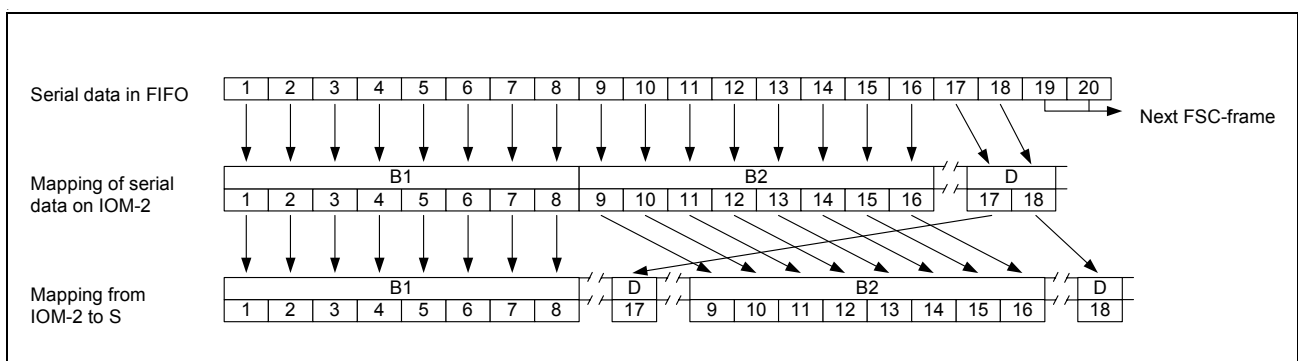 Serial data in FIFO
1 2 3 4 5 6 7 8 9 10 11 12 13 14 15 16 17 18 19 20
Next FSC-frame
Mapping of serial
data on IOM-2
B1 B2 D
1 2 3 4 5 6 7 8 9 10 11 12 13 14 15 16 17 18
Mapping from
IOM-2 to S
B1 D B2 D
1 2 3 4 5 6 7 8 17 9 10 11 12 13 14 15 16 18